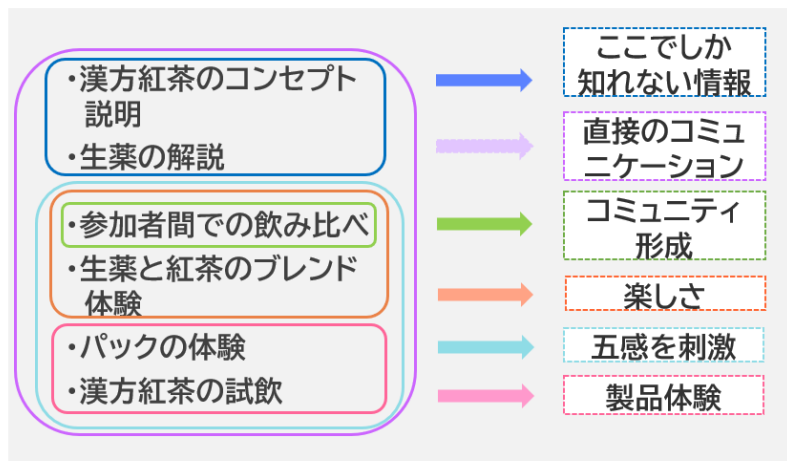 ・漢方紅茶のコンセプト
説明
・生薬の解説
・参加者間での飲み比べ
・生薬と紅茶のブレンド
体験
・パックの体験
・漢方紅茶の試飲
ここでしか
知れない情報
直接のコミュ
ニケーション
コミュニティ
形成
楽しさ
五感を刺激
製品体験